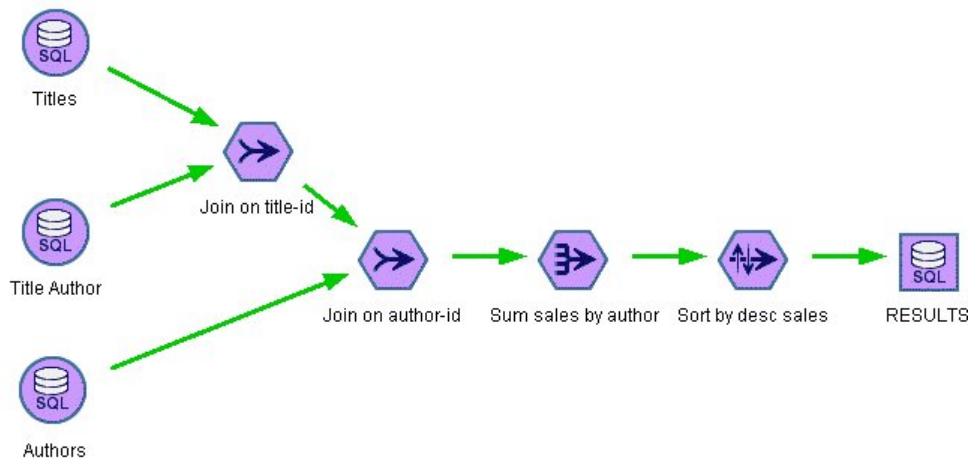 SQL
Titles
Join on title-id
SQL
Title Author
Join on author-id
Sum sales by author
Sort by desc sales
SQL
RESULTS
SQL
Authors